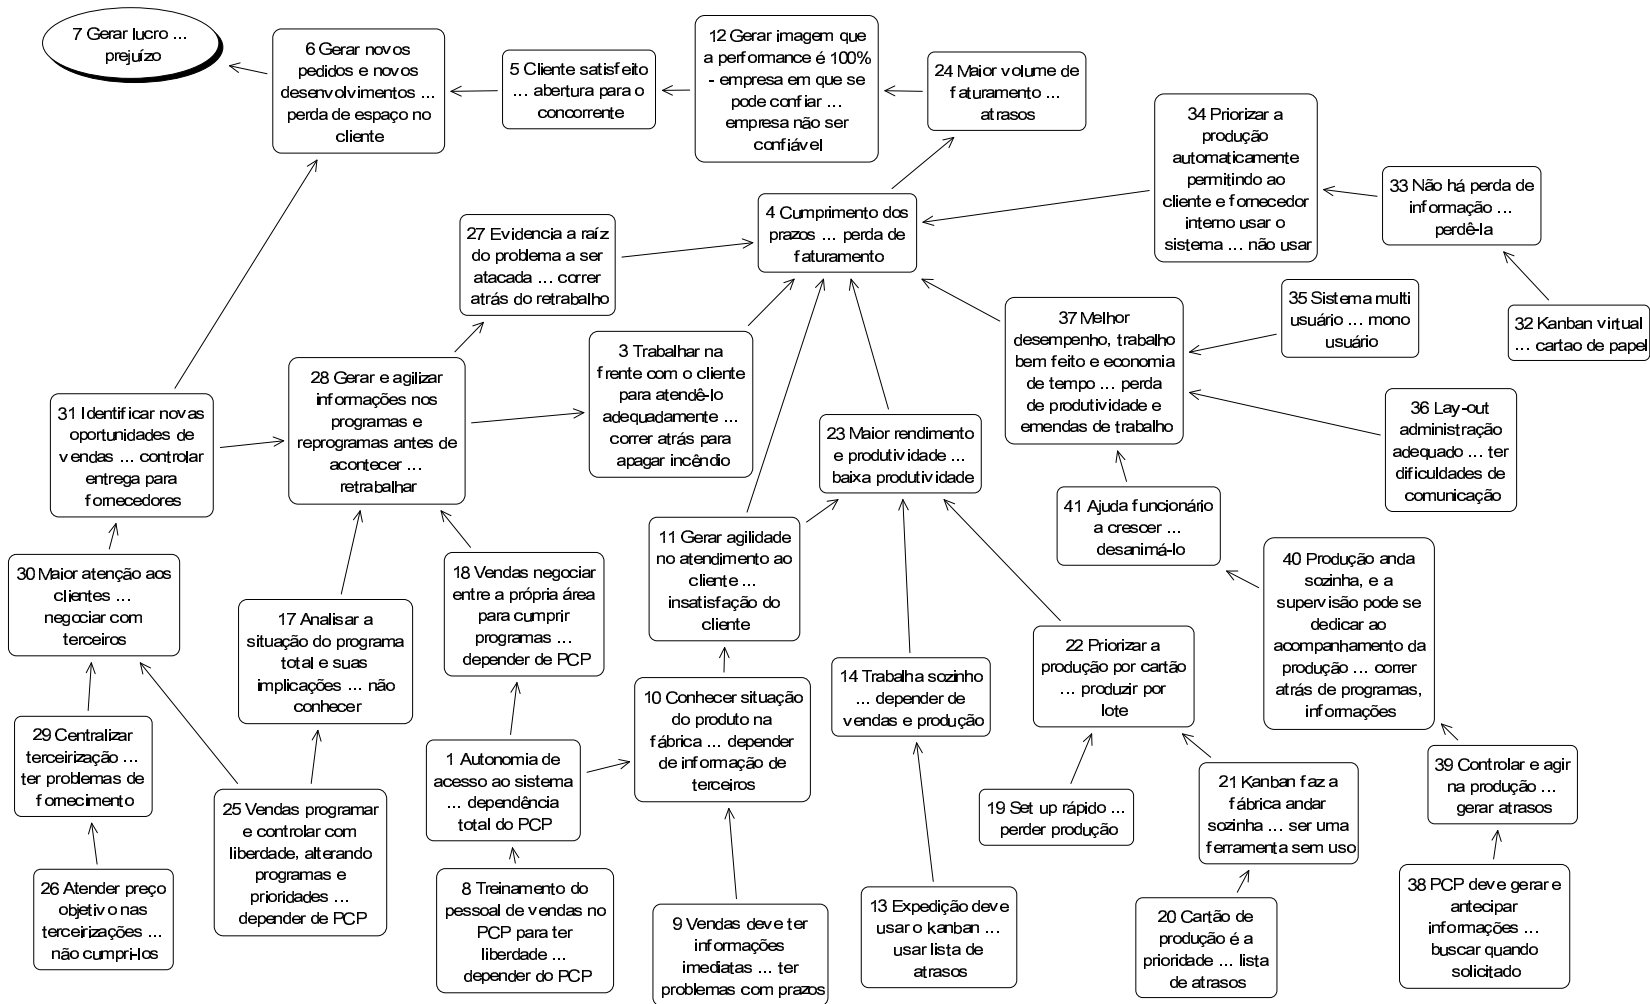 7 Gerar lucro ...
prejuízo
6 Gerar novos
pedidos e novos
desenvolvimentos ...
perda de espaço no
cliente
5 Cliente satisfeito
... abertura para o
concorrente
12 Gerar imagem que
a performance é 100%
- empresa em que se
pode confiar ...
empresa não ser
confiável
24 Maior volume de
faturamento ...
atrasos
34 Priorizar a
produção
automaticamente
permitindo ao
cliente e fornecedor
interno usar o
sistema ... não usar
33 Não há perda de
informação ...
perdê-la
4 Cumprimento dos
prazos ... perda de
faturamento
27 Evidencia a raíz
do problema a ser
atacada ... correr
atrás do retrabalho
35 Sistema multi
usuário ... mono
usuário
32 Kanban virtual
... cartao de papel
37 Melhor
desempenho, trabalho
bem feito e economia
de tempo ... perda
de produtividade e
emendas de trabalho
3 Trabalhar na
frente com o cliente
para atendê-lo
adequadamente ...
correr atrás para
apagar incêndio
28 Gerar e agilizar
informações nos
programas e
reprogramas antes de
acontecer ...
retrabalhar
31 Identificar novas
oportunidades de
vendas ... controlar
entrega para
fornecedores
36 Lay-out
administração
adequado ... ter
dificuldades de
comunicação
23 Maior rendimento
e produtividade ...
baixa produtividade
41 Ajuda funcionário
a crescer ...
desanimá-lo
11 Gerar agilidade
no atendimento ao
cliente ...
insatisfação do
cliente
40 Produção anda
sozinha, e a
supervisão pode se
dedicar ao
acompanhamento da
produção ... correr
atrás de programas,
informações
30 Maior atenção aos
clientes ...
negociar com
terceiros
18 Vendas negociar
entre a própria área
para cumprir
programas ...
depender de PCP
17 Analisar a
situação do programa
total e suas
implicações ... não
conhecer
22 Priorizar a
produção por cartão
... produzir por
lote
14 Trabalha sozinho
... depender de
vendas e produção
10 Conhecer situação
do produto na
fábrica ... depender
de informação de
terceiros
29 Centralizar
terceirização ...
ter problemas de
fornecimento
1 Autonomia de
acesso ao sistema
... dependência
total do PCP
39 Controlar e agir
na produção ...
gerar atrasos
21 Kanban faz a
fábrica andar
sozinha ... ser uma
ferramenta sem uso
19 Set up rápido ...
perder produção
25 Vendas programar
e controlar com
liberdade, alterando
programas e
prioridades ...
depender de PCP
26 Atender preço
objetivo nas
terceirizações ...
não cumpri-los
8 Treinamento do
pessoal de vendas no
PCP para ter
liberdade ...
depender do PCP
9 Vendas deve ter
informações
imediatas ... ter
problemas com prazos
13 Expedição deve
usar o kanban ...
usar lista de
atrasos
20 Cartão de
produção é a
prioridade ... lista
de atrasos
38 PCP deve gerar e
antecipar
informações ...
buscar quando
solicitado